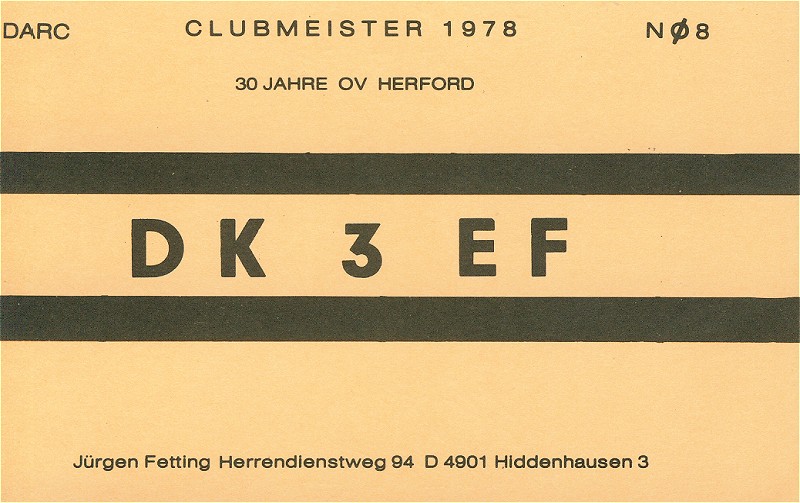 DARC CLUBMEISTER 1978 NØ8
30 JAHRE OV HERFORD
DK 3 EF
Jürgen Fetting Herrendienstweg 94 D 4901 Hiddenhausen 3